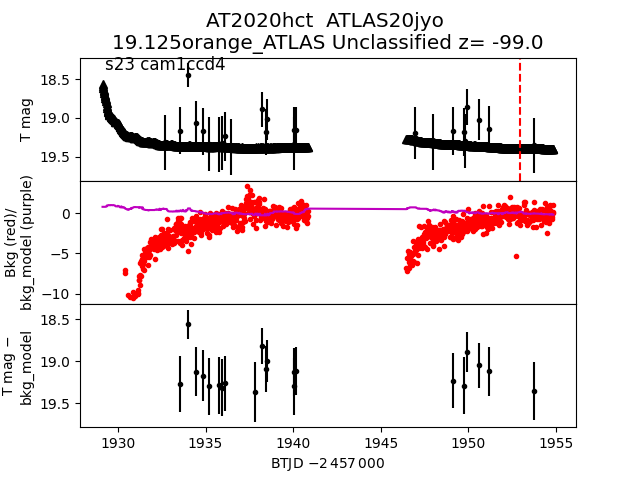 AT2020hct  ATLAS20jyo
19.125orange_ATLAS Unclassified z= -99.0
s23 cam1ccd4
T mag
18.5
19.0
19.5
Bkg (red)/
bkg_model (purple)
0
−5
−10
T mag −
bkg_model
18.5
19.0
19.5
1930 1935 1940 1945 1950 1955
BTJD −2 457 000